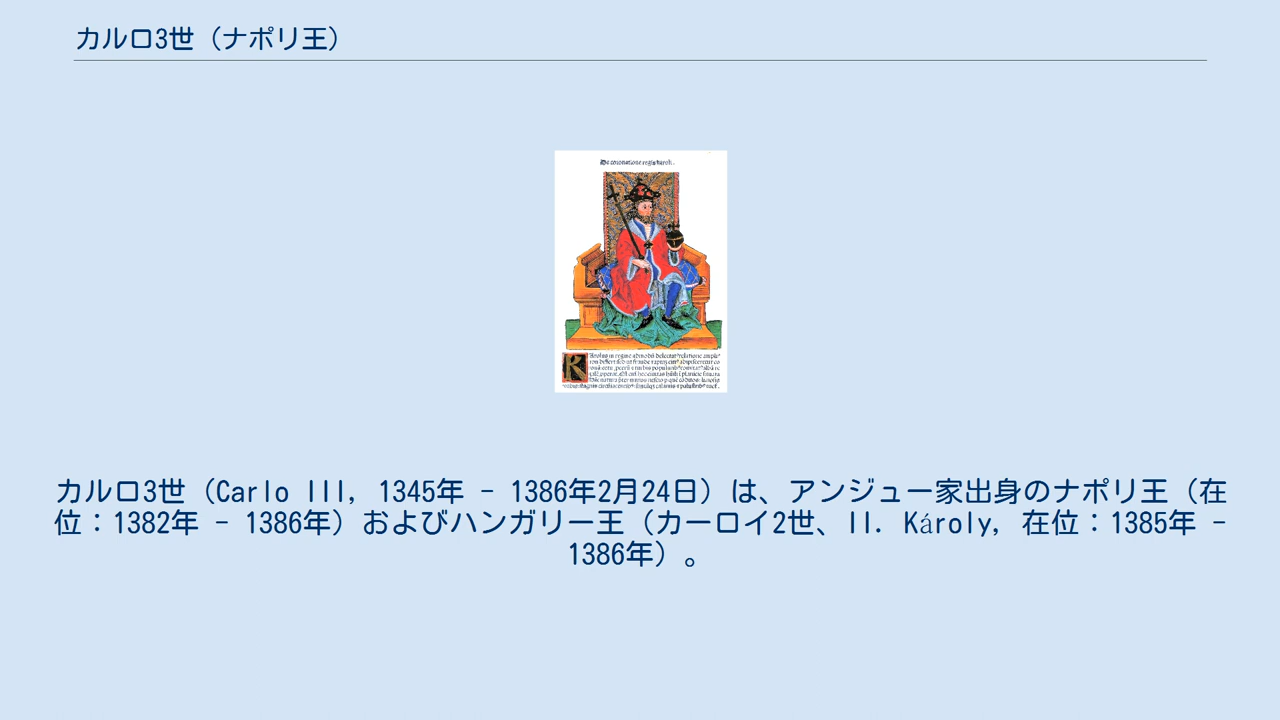 カルロ3世（ナポリ王）
De coronatione regis karoli.
カルロ3世（Carlo III, 1345年 - 1386年2月24日）は、アンジュー家出身のナポリ王（在
位：1382年 - 1386年）およびハンガリー王（カーロイ2世、II. Károly, 在位：1385年 -
1386年）。